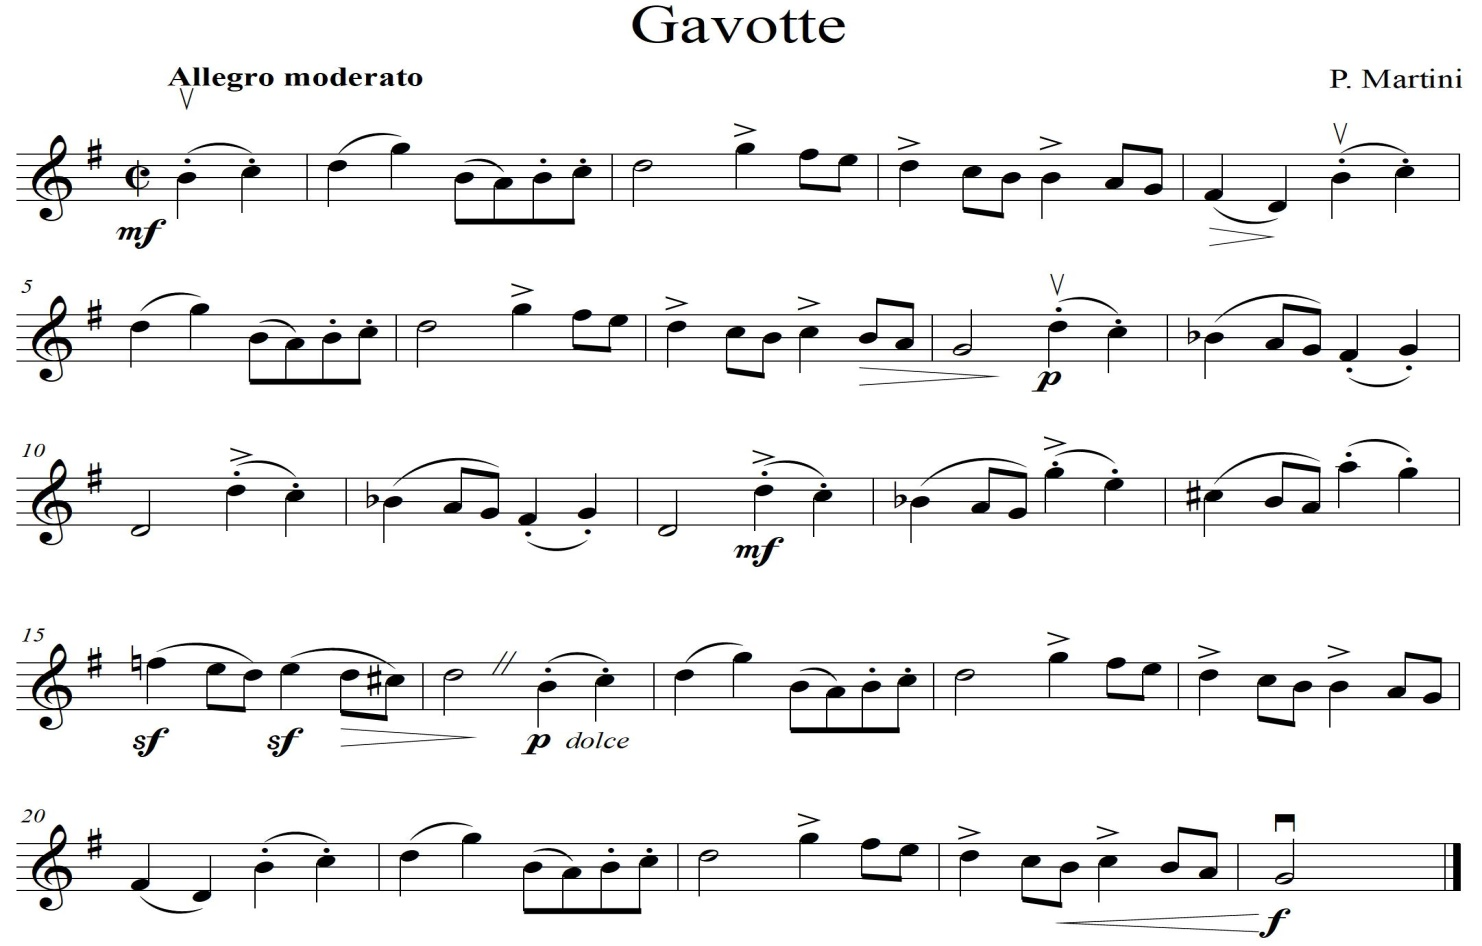 Gavotte
Allegro moderato
P. Martini
mf
5
p
10
mf
15
sf sf p dolce
20
f